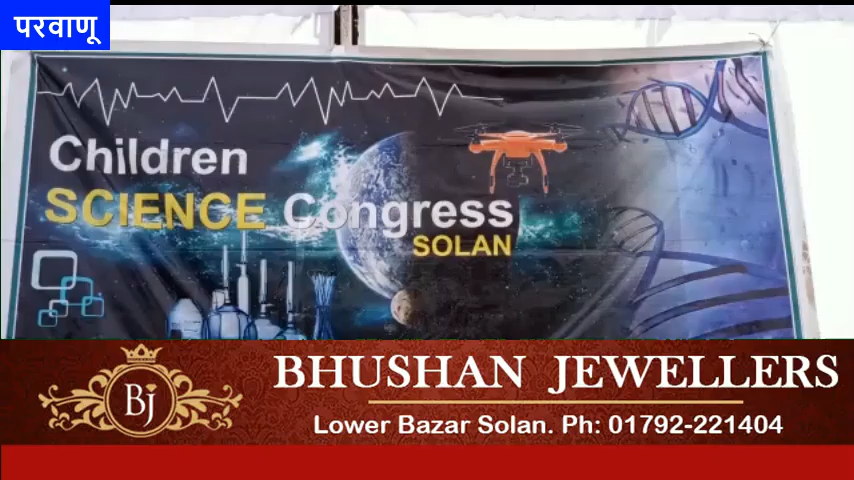 परवाणू
Children
SCIENCE Congress
SOLAN
BJ
BHUSHAN JEWELLERS
Lower Bazar Solan. Ph: 01792-221404